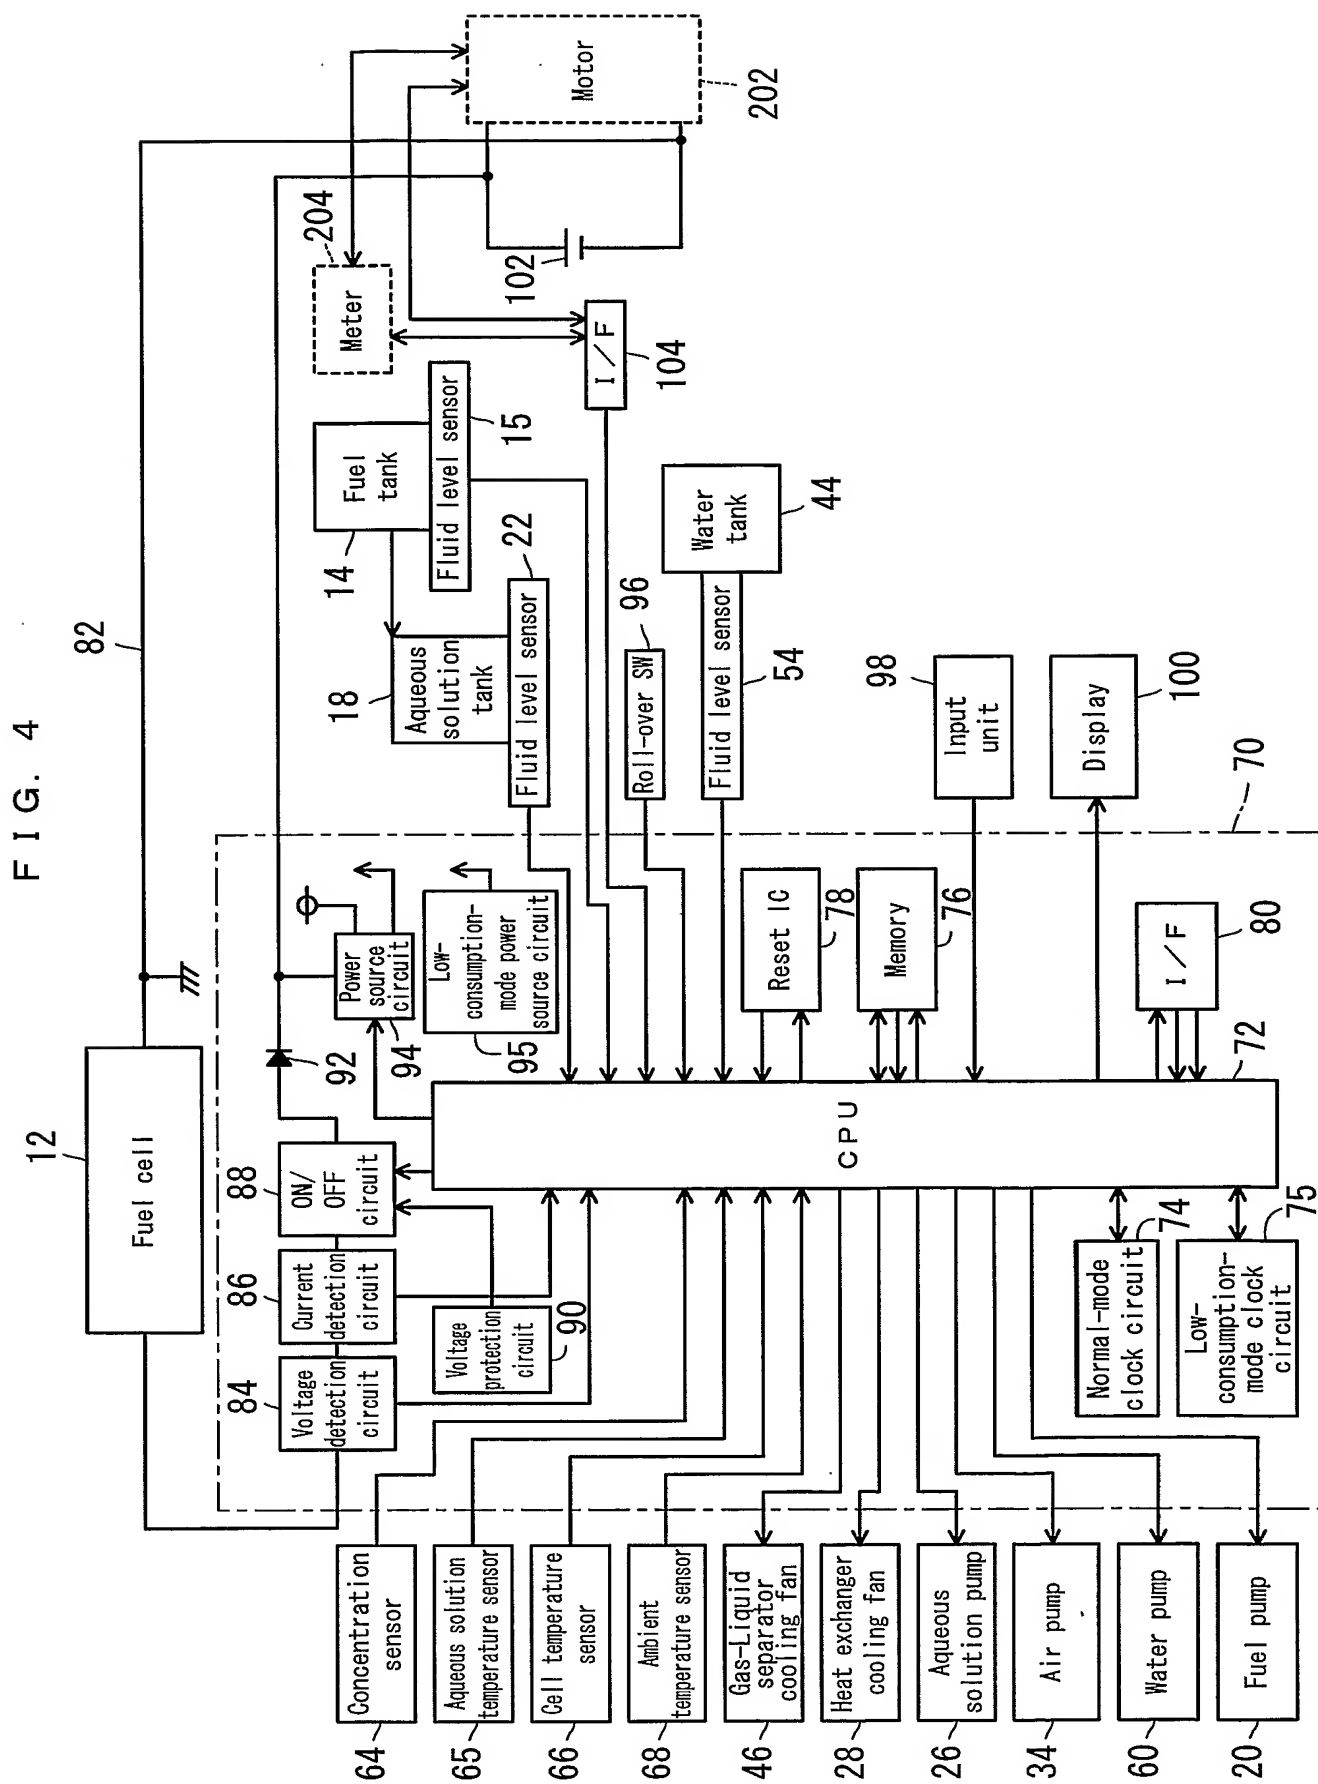 FIG. 4
12
Fuel cell
82
84
Voltage
detection
circuit
86
Current
detection
circuit
88
ON/
OFF
circuit
92
Power
source
circuit
94
Voltage
protection
circuit
90
Low-
consumption-
mode power
source circuit
95
18
Aqueous
solution
tank
Fluid level sensor
22
14
Fuel
tank
Fluid level sensor
15
Meter
204
I/F
104
102
Motor
202
64
Concentration
sensor
65
Aqueous solution
temperature sensor
66
Cell temperature
sensor
68
Ambient
temperature sensor
46
Gas-Liquid
separator
cooling fan
28
Heat exchanger
cooling fan
26
Aqueous
solution pump
34
Air pump
60
Water pump
20
Fuel pump
CPU
72
Normal-mode
clock circuit
74
Low-
consumption-
mode clock
circuit
75
Reset IC
78
Memory
76
I/F
80
Roll-over SW
96
Fluid level sensor
54
Water
tank
44
Input
unit
98
Display
100
70